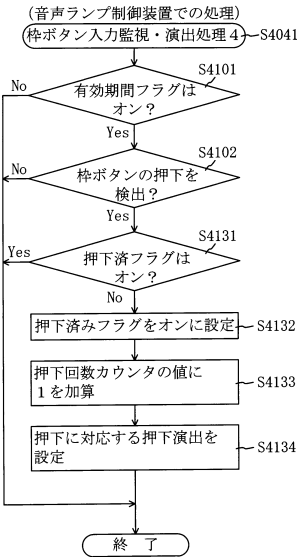 (音声ランプ制御装置での処理)
枠ボタン入力監視・演出処理４
S4041
S4101
有効期間フラグは
オン？
No
Yes
S4102
枠ボタンの押下を
検出？
No
Yes
S4131
押下済フラグは
オン？
Yes
No
押下済みフラグをオンに設定
S4132
押下回数カウンタの値に
１を加算
S4133
押下に対応する押下演出を
設定
S4134
終 了